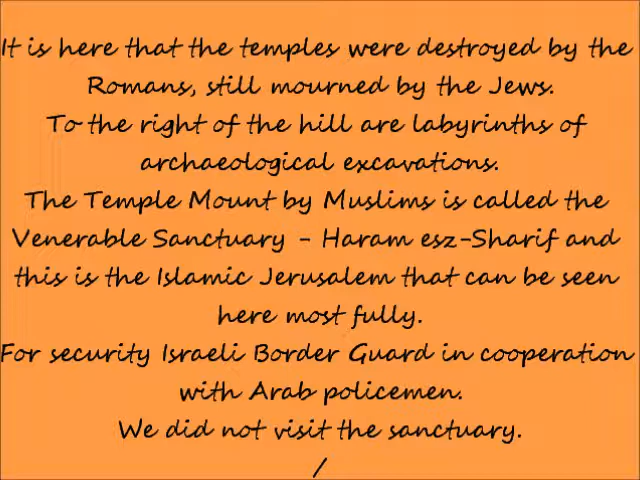 It is here that the temples were destroyed by the
Romans, still mourned by the Jews.
To the right of the hill are labyrinths of
archaeological excavations.
The Temple Mount by Muslims is called the
Venerable Sanctuary - Haram esz-Sharif and
this is the Islamic Jerusalem that can be seen
here most fully.
For security Israeli Border Guard in cooperation
with Arab policemen.
We did not visit the sanctuary.
/